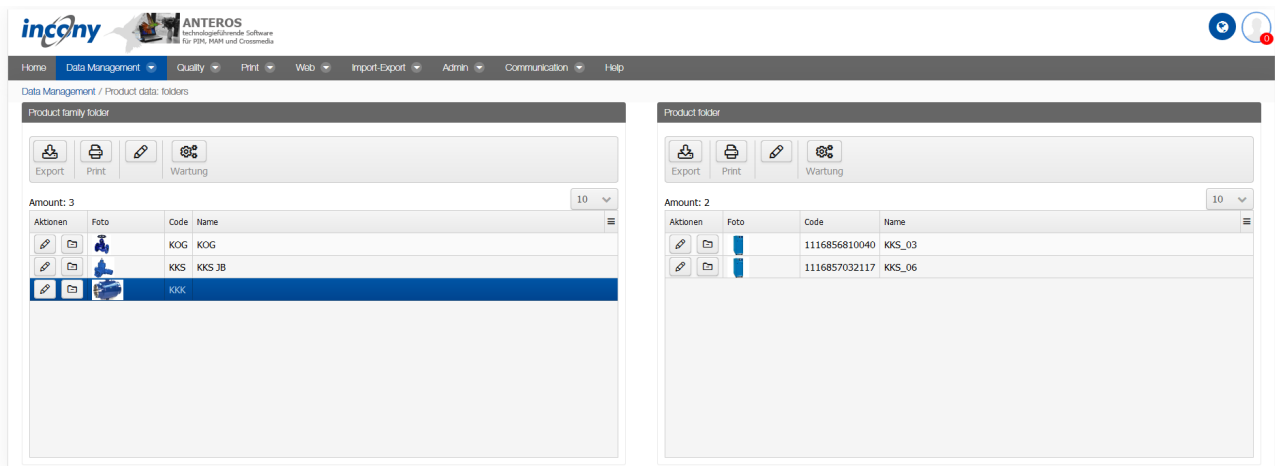 incony
ANTEROS
technologieführende Software
für PIM, MAM und Crossmedia
0
Home Data Management Quality Print Web Import-Export Admin Communication Help
Data Management / Product data: folders
Product family folder
Export Print Wartung
Amount: 3 10
Aktionen Foto Code Name
KOG KOG
KKS KKS JB
KKK
Product folder
Export Print Wartung
Amount: 2 10
Aktionen Foto Code Name
1116856810040 KKS_03
1116857032117 KKS_06